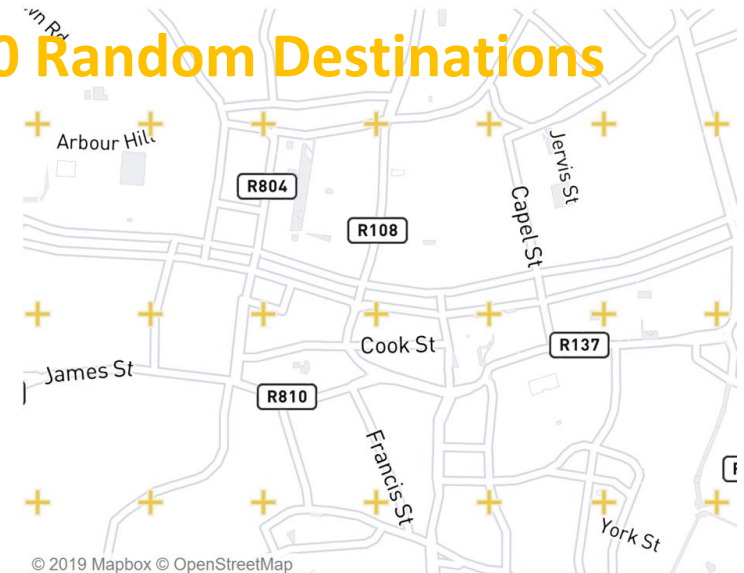 0 Random Destinations
Arbour Hill
Jervis St
R804
Capel St
R108
Cook St
R137
James St
R810
Francis St
York St
© 2019 Mapbox © OpenStreetMap